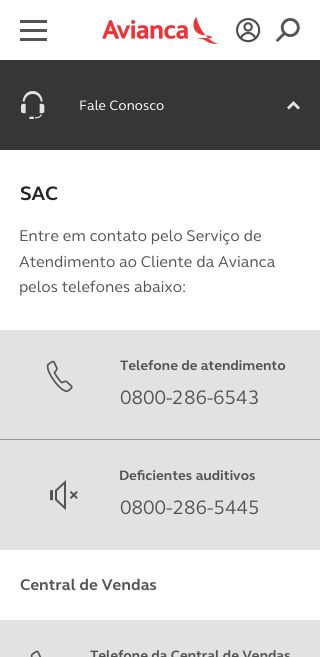 Avianca
Fale Conosco
SAC
Entre em contato pelo Serviço de
Atendimento ao Cliente da Avianca
pelos telefones abaixo:
Telefone de atendimento
0800-286-6543
Deficientes auditivos
0800-286-5445
Central de Vendas
Telefone da Central de Vendas